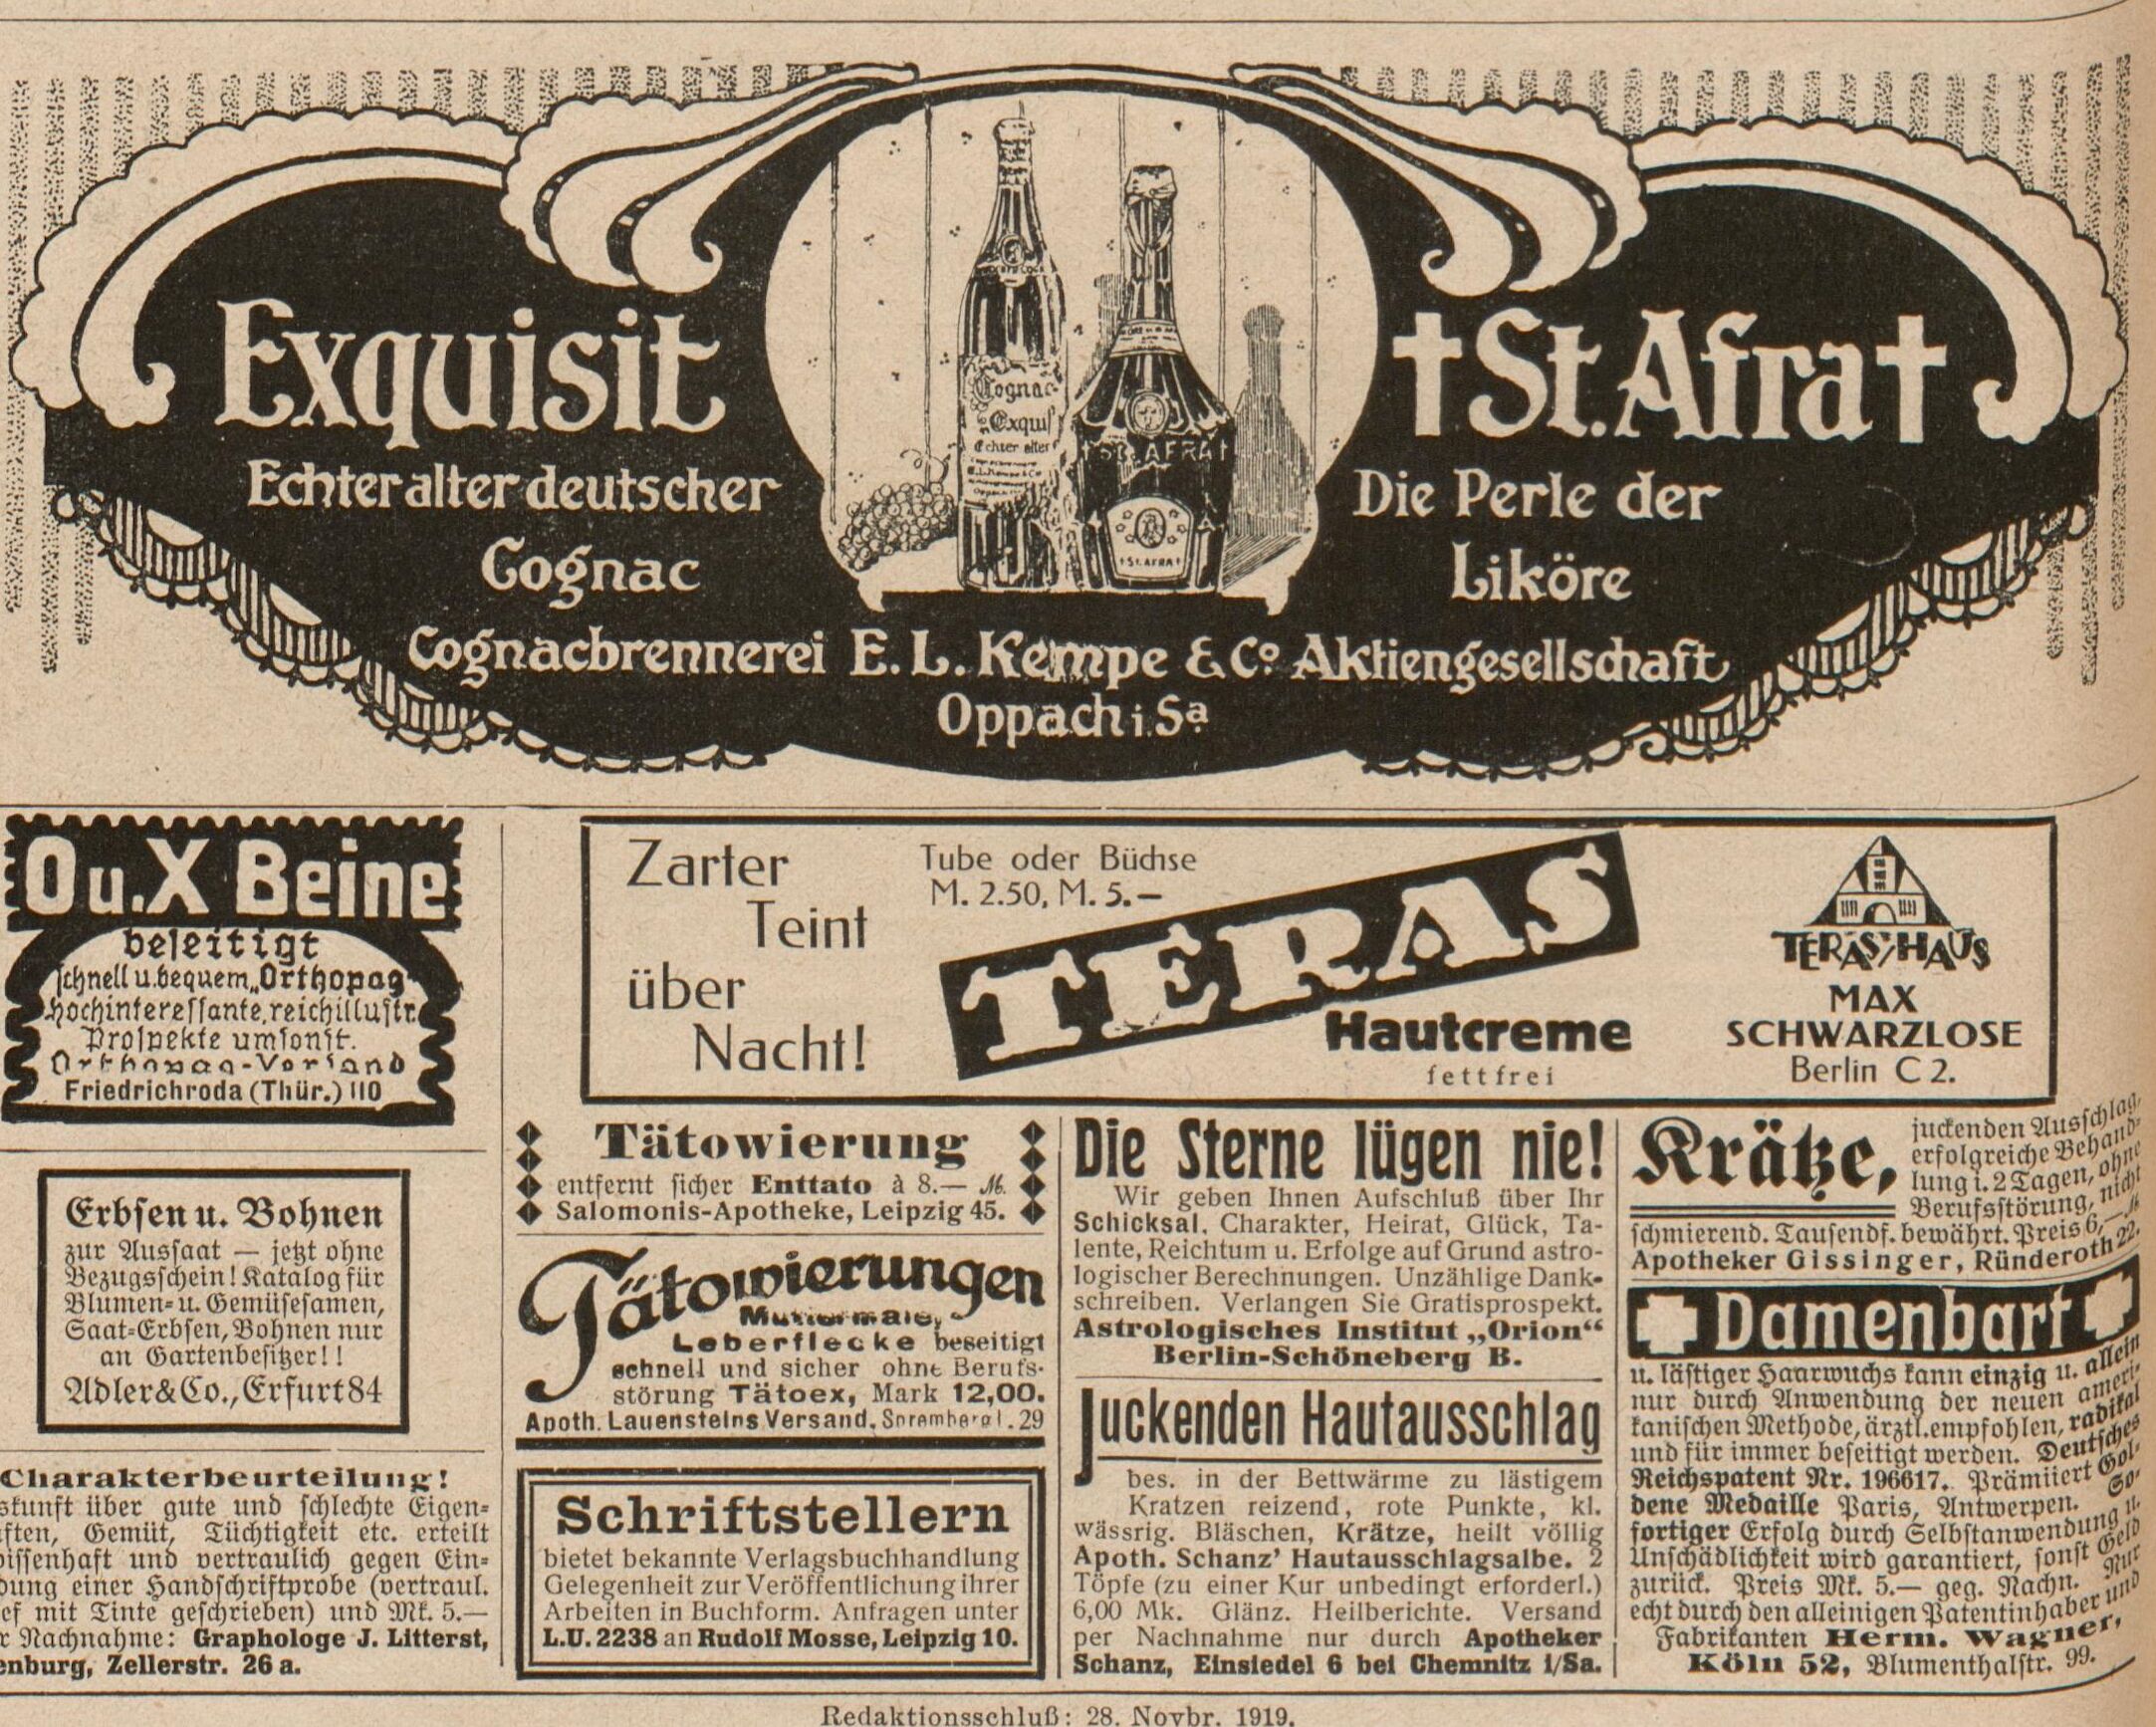 Exquisit
Echter alter deutscher
Cognac
Cognac
Exquis
Echter alter
†ST. AFRA†
†St. AFRA†
†St. Afra†
Die Perle der
Liköre
Cognacbrennerei E. L. Kempe & Co Aktiengesellschaft
Oppach i. Sa.
O u. X Beine
beseitigt
schnell u. bequem „Orthopag
hochinteressante, reich illustr.
Prospekte umsonst.
Orthopag-Versand
Friedrichroda (Thür.) 110
Erbsen u. Bohnen
zur Aussaat — jetzt ohne
Bezugsschein! Katalog für
Blumen- u. Gemüsesamen,
Saat-Erbsen, Bohnen nur
an Gartenbesitzer!!
Adler & Co., Erfurt 84
Charakterbeurteilung!
skunft über gute und schlechte Eigen-
ften, Gemüt, Tüchtigkeit etc. erteilt
issenhaft und vertraulich gegen Ein-
dung einer Handschriftprobe (vertraul.
ef mit Tinte geschrieben) und Mk. 5.—
r Nachnahme: Graphologe J. Litterst,
enburg, Zellerstr. 26 a.
Zarter
Teint
über
Nacht!
Tube oder Büchse
M. 2.50, M. 5.—
TERAS
Hautcreme
fettfrei
TERAS-HAUS
MAX
SCHWARZLOSE
Berlin C 2.
Tätowierung
entfernt sicher Enttato à 8.— M.
Salomonis-Apotheke, Leipzig 45.
Tätowierungen
Muttermale,
Leberflecke beseitigt
schnell und sicher ohne Berufs-
störung Tätoex, Mark 12,00.
Apoth. Lauensteins Versand, Spremberg l. 29
Schriftstellern
bietet bekannte Verlagsbuchhandlung
Gelegenheit zur Veröffentlichung ihrer
Arbeiten in Buchform. Anfragen unter
L.U. 2238 an Rudolf Mosse, Leipzig 10.
Die Sterne lügen nie!
Wir geben Ihnen Aufschluß über Ihr
Schicksal, Charakter, Heirat, Glück, Ta-
lente, Reichtum u. Erfolge auf Grund astro-
logischer Berechnungen. Unzählige Dank-
schreiben. Verlangen Sie Gratisprospekt.
Astrologisches Institut „Orion“
Berlin-Schöneberg B.
Juckenden Hautausschlag
bes. in der Bettwärme zu lästigem
Kratzen reizend, rote Punkte, kl.
wässrig. Bläschen, Krätze, heilt völlig
Apoth. Schanz' Hautausschlagsalbe. 2
Töpfe (zu einer Kur unbedingt erforderl.)
6,00 Mk. Glänz. Heilberichte. Versand
per Nachnahme nur durch Apotheker
Schanz, Einsiedel 6 bei Chemnitz i/Sa.
Krätze,
juckenden Ausschlag,
erfolgreiche Behand-
lung i. 2 Tagen, ohne
Berufsstörung, nicht
schmierend. Tausendf. bewährt. Preis 6,— M
Apotheker Gissinger, Ründeroth 22.
Damenbart
u. lästiger Haarwuchs kann einzig u. allein
nur durch Anwendung der neuen ameri-
kanischen Methode, ärztl. empfohlen, radikal
und für immer beseitigt werden. Deutsches
Reichspatent Nr. 196617. Prämiiert Gol-
dene Medaille Paris, Antwerpen. So-
fortiger Erfolg durch Selbstanwendung u.
Unschädlichkeit wird garantiert, sonst Geld
zurück. Preis Mk. 5.— geg. Nachn. Nur
echt durch den alleinigen Patentinhaber und
Fabrikanten Herm. Wagner,
Köln 52, Blumenthalstr. 99.
Redaktionsschluß: 28. Novbr. 1919.